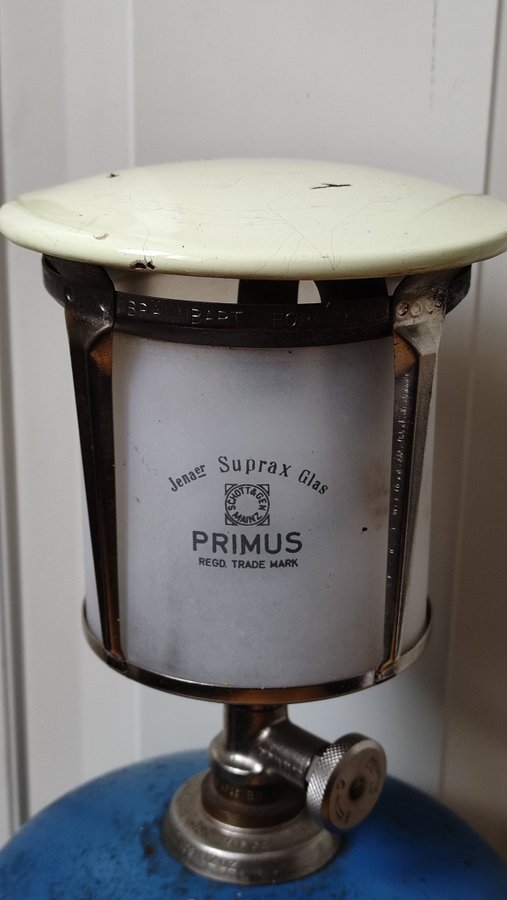 Jenaer Suprax Glas
SCHOTT & GEN
MAINZ
PRIMUS
REGD. TRADE MARK